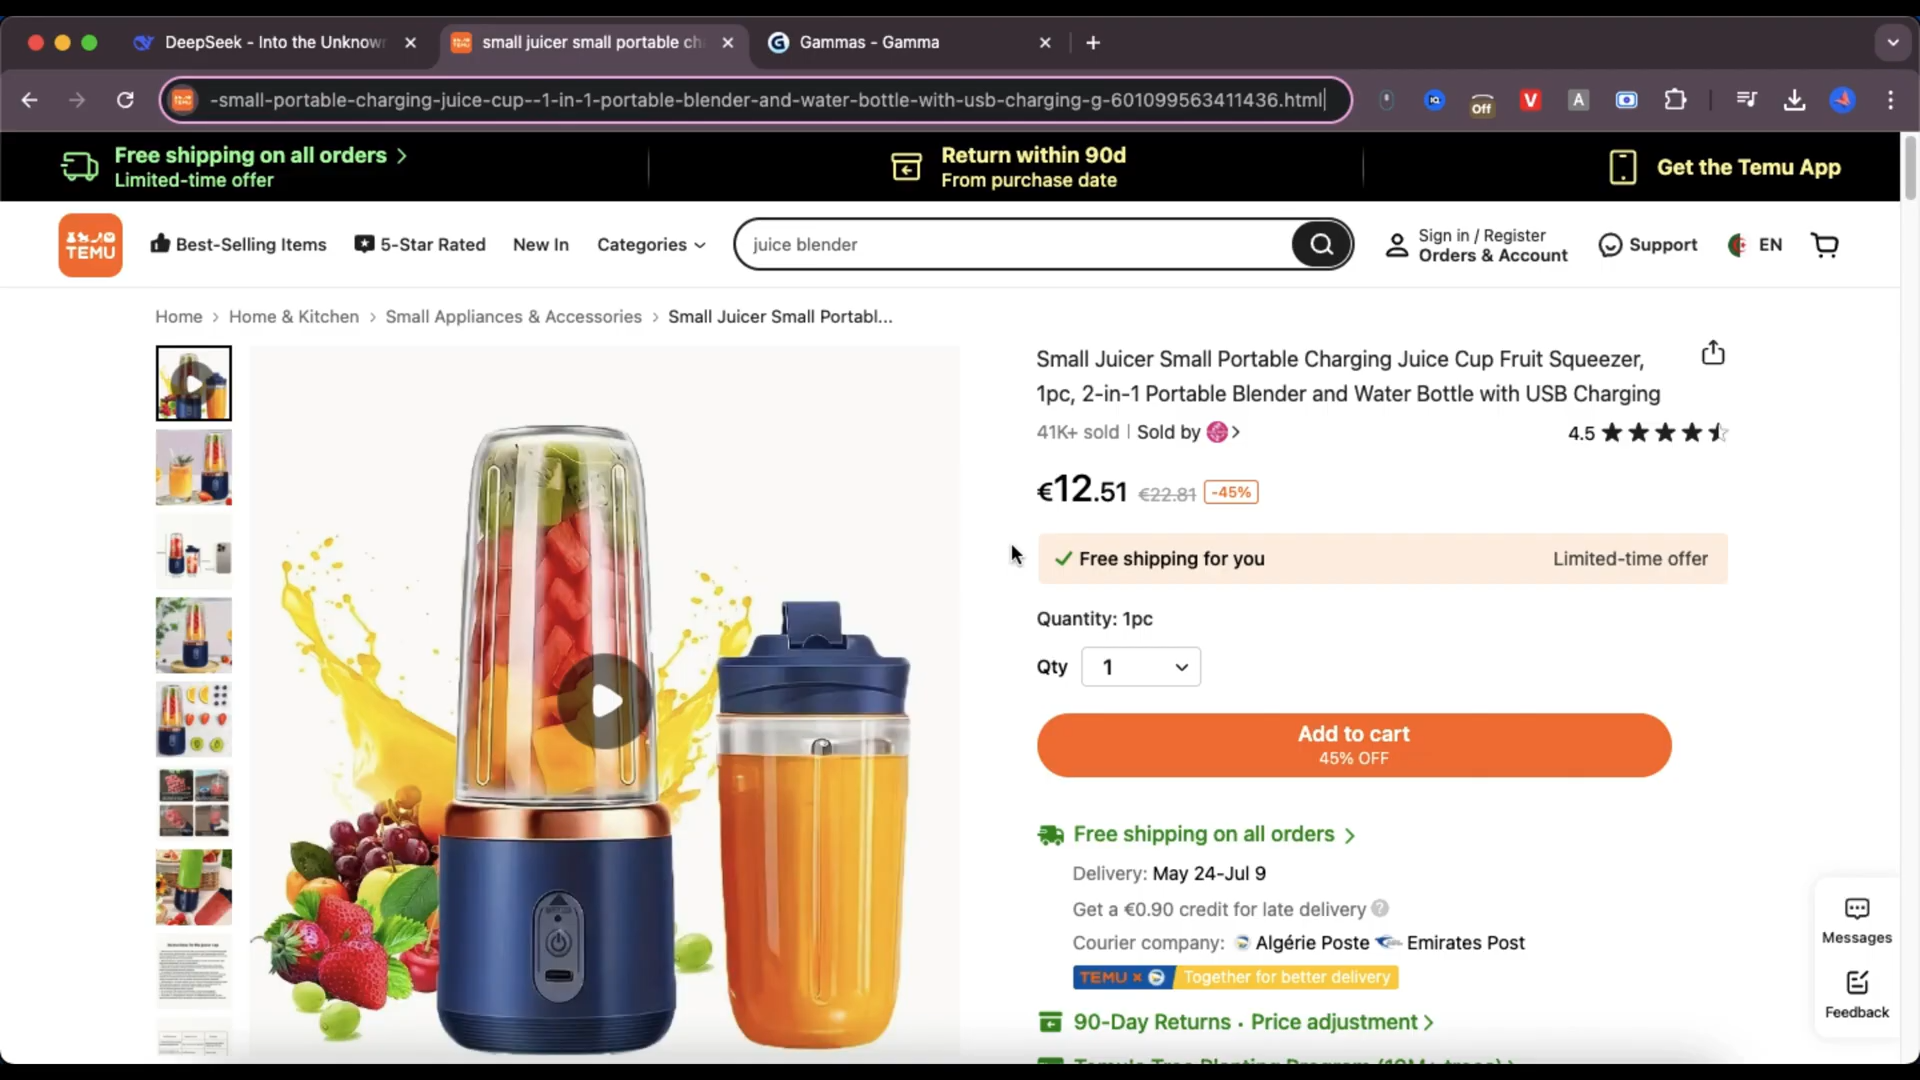 DeepSeek - Into the Unknown
small juicer small portable ch
Gammas - Gamma
-small-portable-charging-juice-cup--1-in-1-portable-blender-and-water-bottle-with-usb-charging-g-601099563411436.html
Off
V
A
Free shipping on all orders
Limited-time offer
Return within 90d
From purchase date
Get the Temu App
TEMU
Best-Selling Items
5-Star Rated
New In
Categories
juice blender
Sign in / Register
Orders & Account
Support
EN
Home
Home & Kitchen
Small Appliances & Accessories
Small Juicer Small Portabl...
Small Juicer Small Portable Charging Juice Cup Fruit Squeezer,
1pc, 2-in-1 Portable Blender and Water Bottle with USB Charging
41K+ sold | Sold by
4.5
€12.51 €22.81 -45%
Free shipping for you
Limited-time offer
Quantity: 1pc
Qty 1
Add to cart
45% OFF
Free shipping on all orders
Delivery: May 24-Jul 9
Get a €0.90 credit for late delivery
Courier company: Algérie Poste Emirates Post
TEMU × Together for better delivery
90-Day Returns · Price adjustment
Temu's Tree Planting Program (19M+ trees)
Messages
Feedback